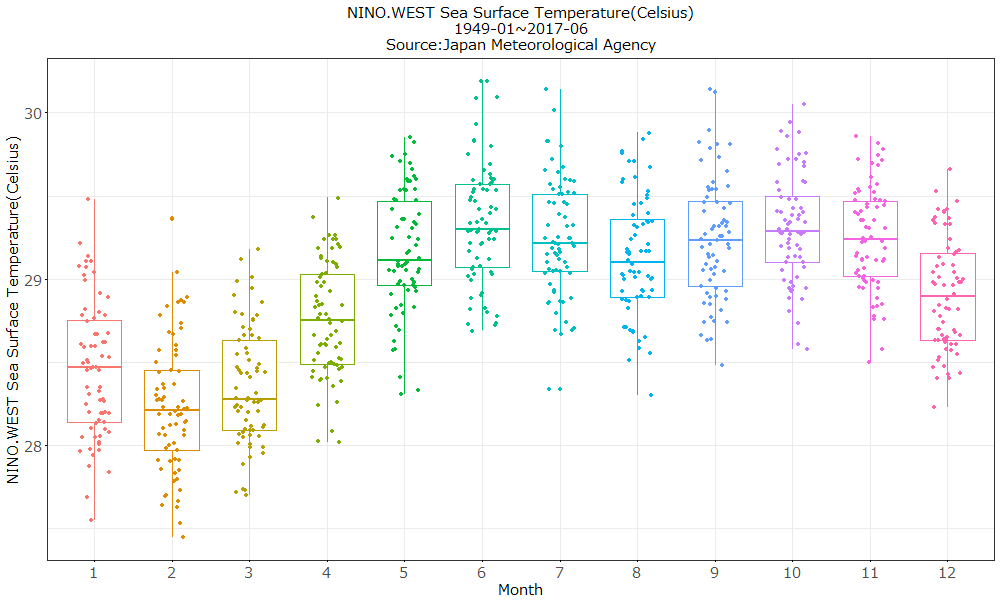 NINO.WEST Sea Surface Temperature(Celsius)
1949-01~2017-06
Source:Japan Meteorological Agency
NINO.WEST Sea Surface Temperature(Celsius)
30
29
28
1 2 3 4 5 6 7 8 9 10 11 12
Month